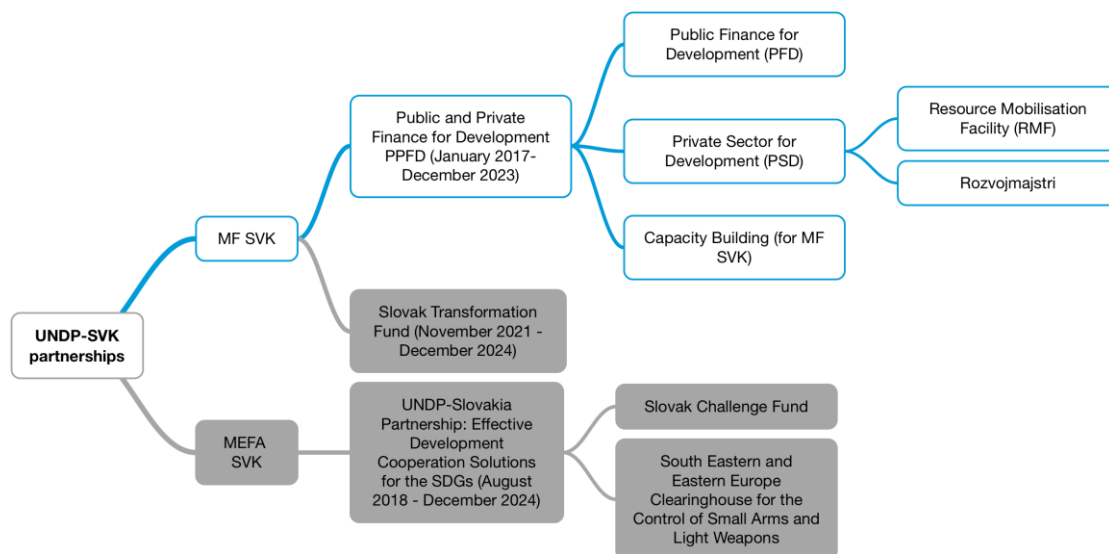 Public Finance for
Development (PFD)
Public and Private
Finance for Development
PPFD (January 2017-
December 2023)
Private Sector for
Development (PSD)
Resource Mobilisation
Facility (RMF)
Rozvojmajstri
MF SVK
Capacity Building (for MF
SVK)
Slovak Transformation
Fund (November 2021 -
December 2024)
UNDP-SVK
partnerships
MEFA
SVK
UNDP-Slovakia
Partnership: Effective
Development
Cooperation Solutions
for the SDGs (August
2018 - December 2024)
Slovak Challenge Fund
South Eastern and
Eastern Europe
Clearinghouse for the
Control of Small Arms and
Light Weapons